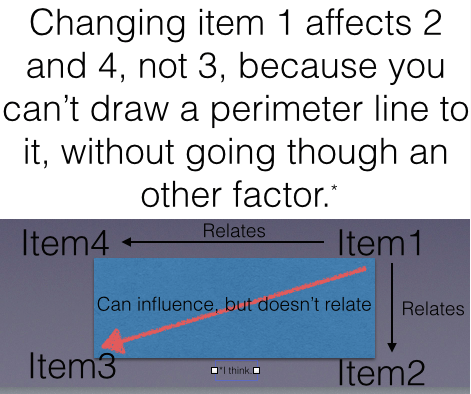 Changing item 1 affects 2
and 4, not 3, because you
can't draw a perimeter line to
it, without going though an
other factor.*
Relates
Item4 Item1
Can influence, but doesn't relate
Relates
Item3 Item2
*I think.